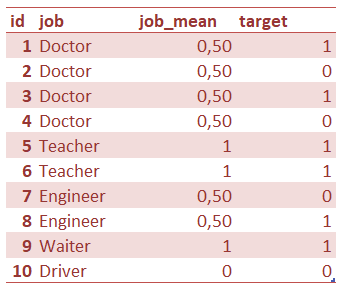 id job job_mean target
1 Doctor 0,50 1
2 Doctor 0,50 0
3 Doctor 0,50 1
4 Doctor 0,50 0
5 Teacher 1 1
6 Teacher 1 1
7 Engineer 0,50 0
8 Engineer 0,50 1
9 Waiter 1 1
10 Driver 0 0